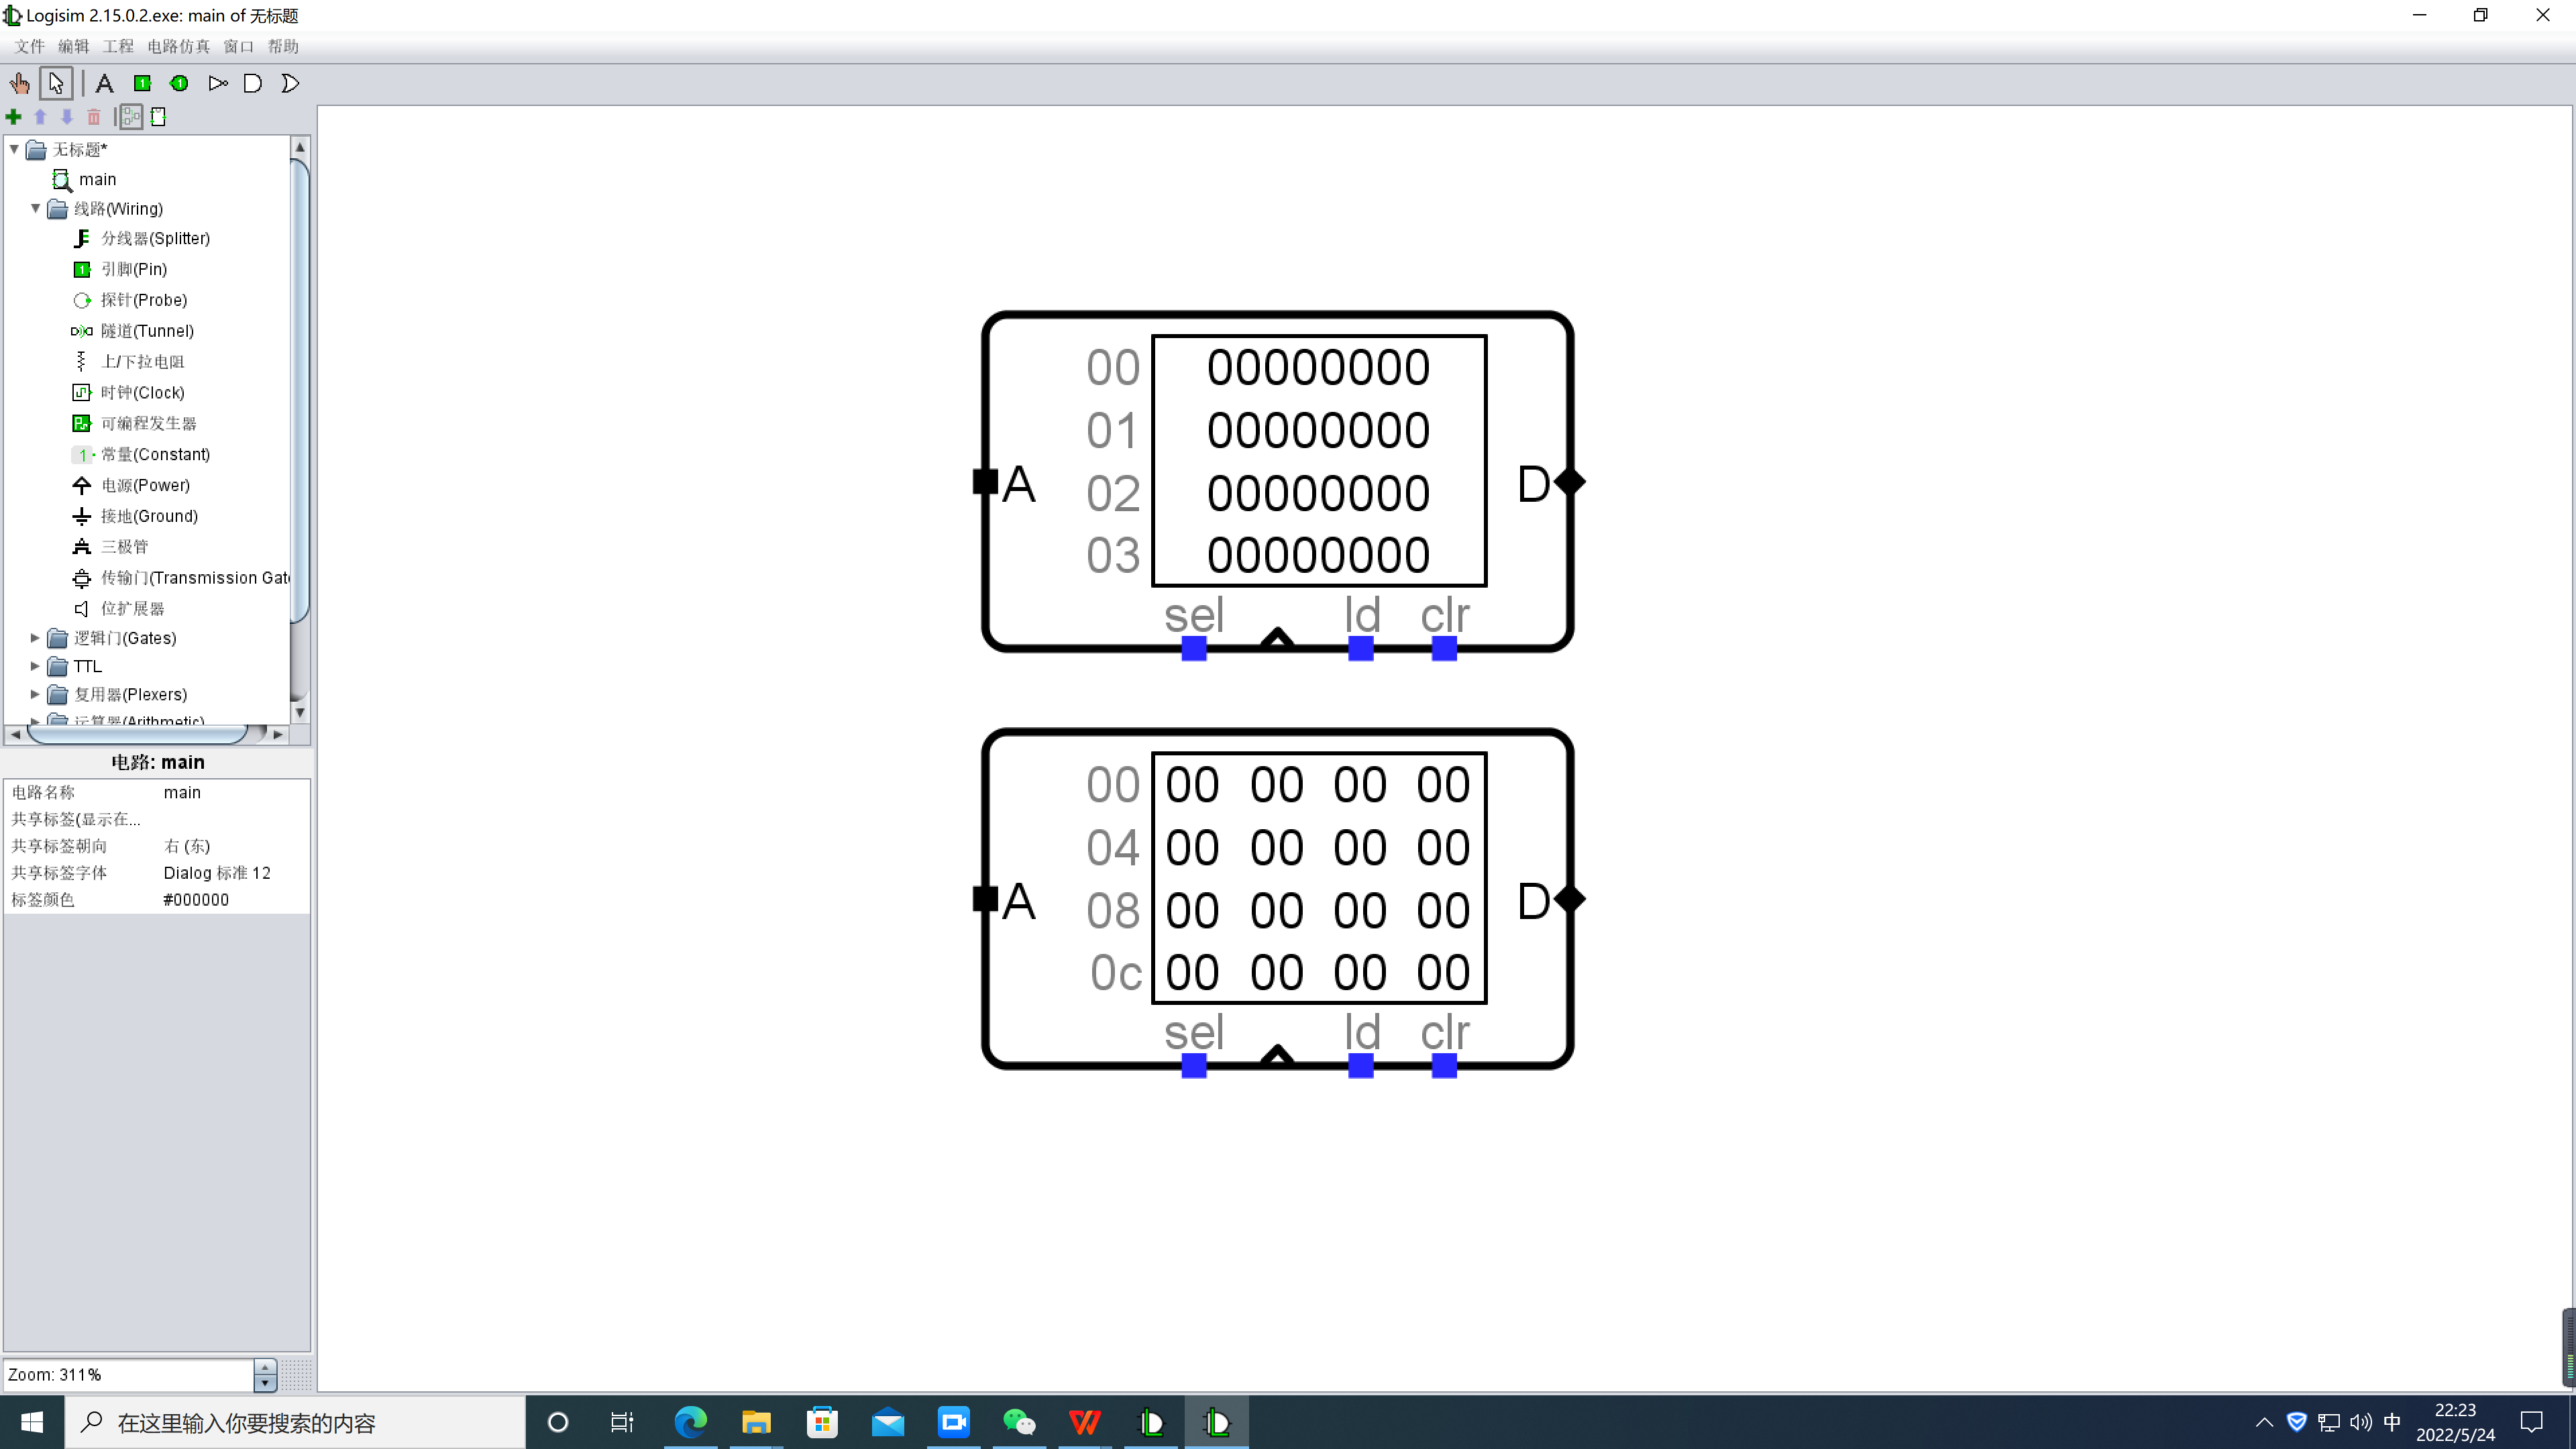 Logisim 2.15.0.2.exe: main of 无标题
文件 编辑 工程 电路仿真 窗口 帮助
无标题*
main
线路(Wiring)
分线器(Splitter)
引脚(Pin)
探针(Probe)
隧道(Tunnel)
上/下拉电阻
时钟(Clock)
可编程发生器
常量(Constant)
电源(Power)
接地(Ground)
三极管
传输门(Transmission Gat
位扩展器
逻辑门(Gates)
TTL
复用器(Plexers)
运算器(Arithmetic)
电路: main
电路名称 main
共享标签(显示在...
共享标签朝向 右 (东)
共享标签字体 Dialog 标准 12
标签颜色 #000000
Zoom: 311%
00 00000000
01 00000000
A 02 00000000 D
03 00000000
sel ld clr
00 00 00 00 00
04 00 00 00 00
A 08 00 00 00 00 D
0c 00 00 00 00
sel ld clr
在这里输入你要搜索的内容
中
22:23
2022/5/24